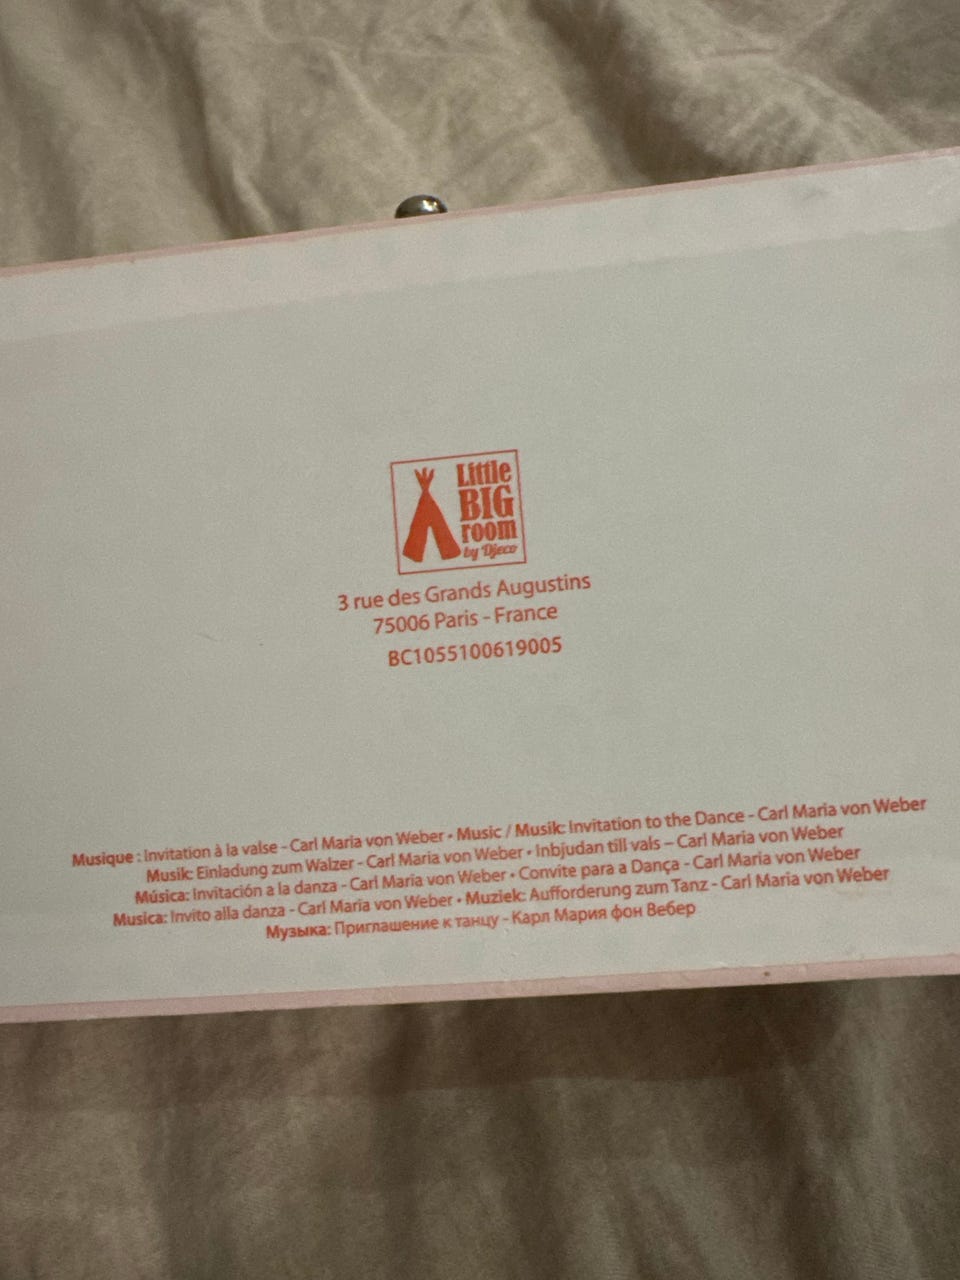 Little
BIG
room
by Djeco
3 rue des Grands Augustins
75006 Paris - France
BC1055100619005
Musique : Invitation à la valse - Carl Maria von Weber • Music / Musik: Invitation to the Dance - Carl Maria von Weber
Musik: Einladung zum Walzer - Carl Maria von Weber • Inbjudan till vals – Carl Maria von Weber
Música: Invitación a la danza - Carl Maria von Weber • Convite para a Dança - Carl Maria von Weber
Musica: Invito alla danza - Carl Maria von Weber • Muziek: Aufforderung zum Tanz - Carl Maria von Weber
Музыка: Приглашение к танцу - Карл Мария фон Вебер